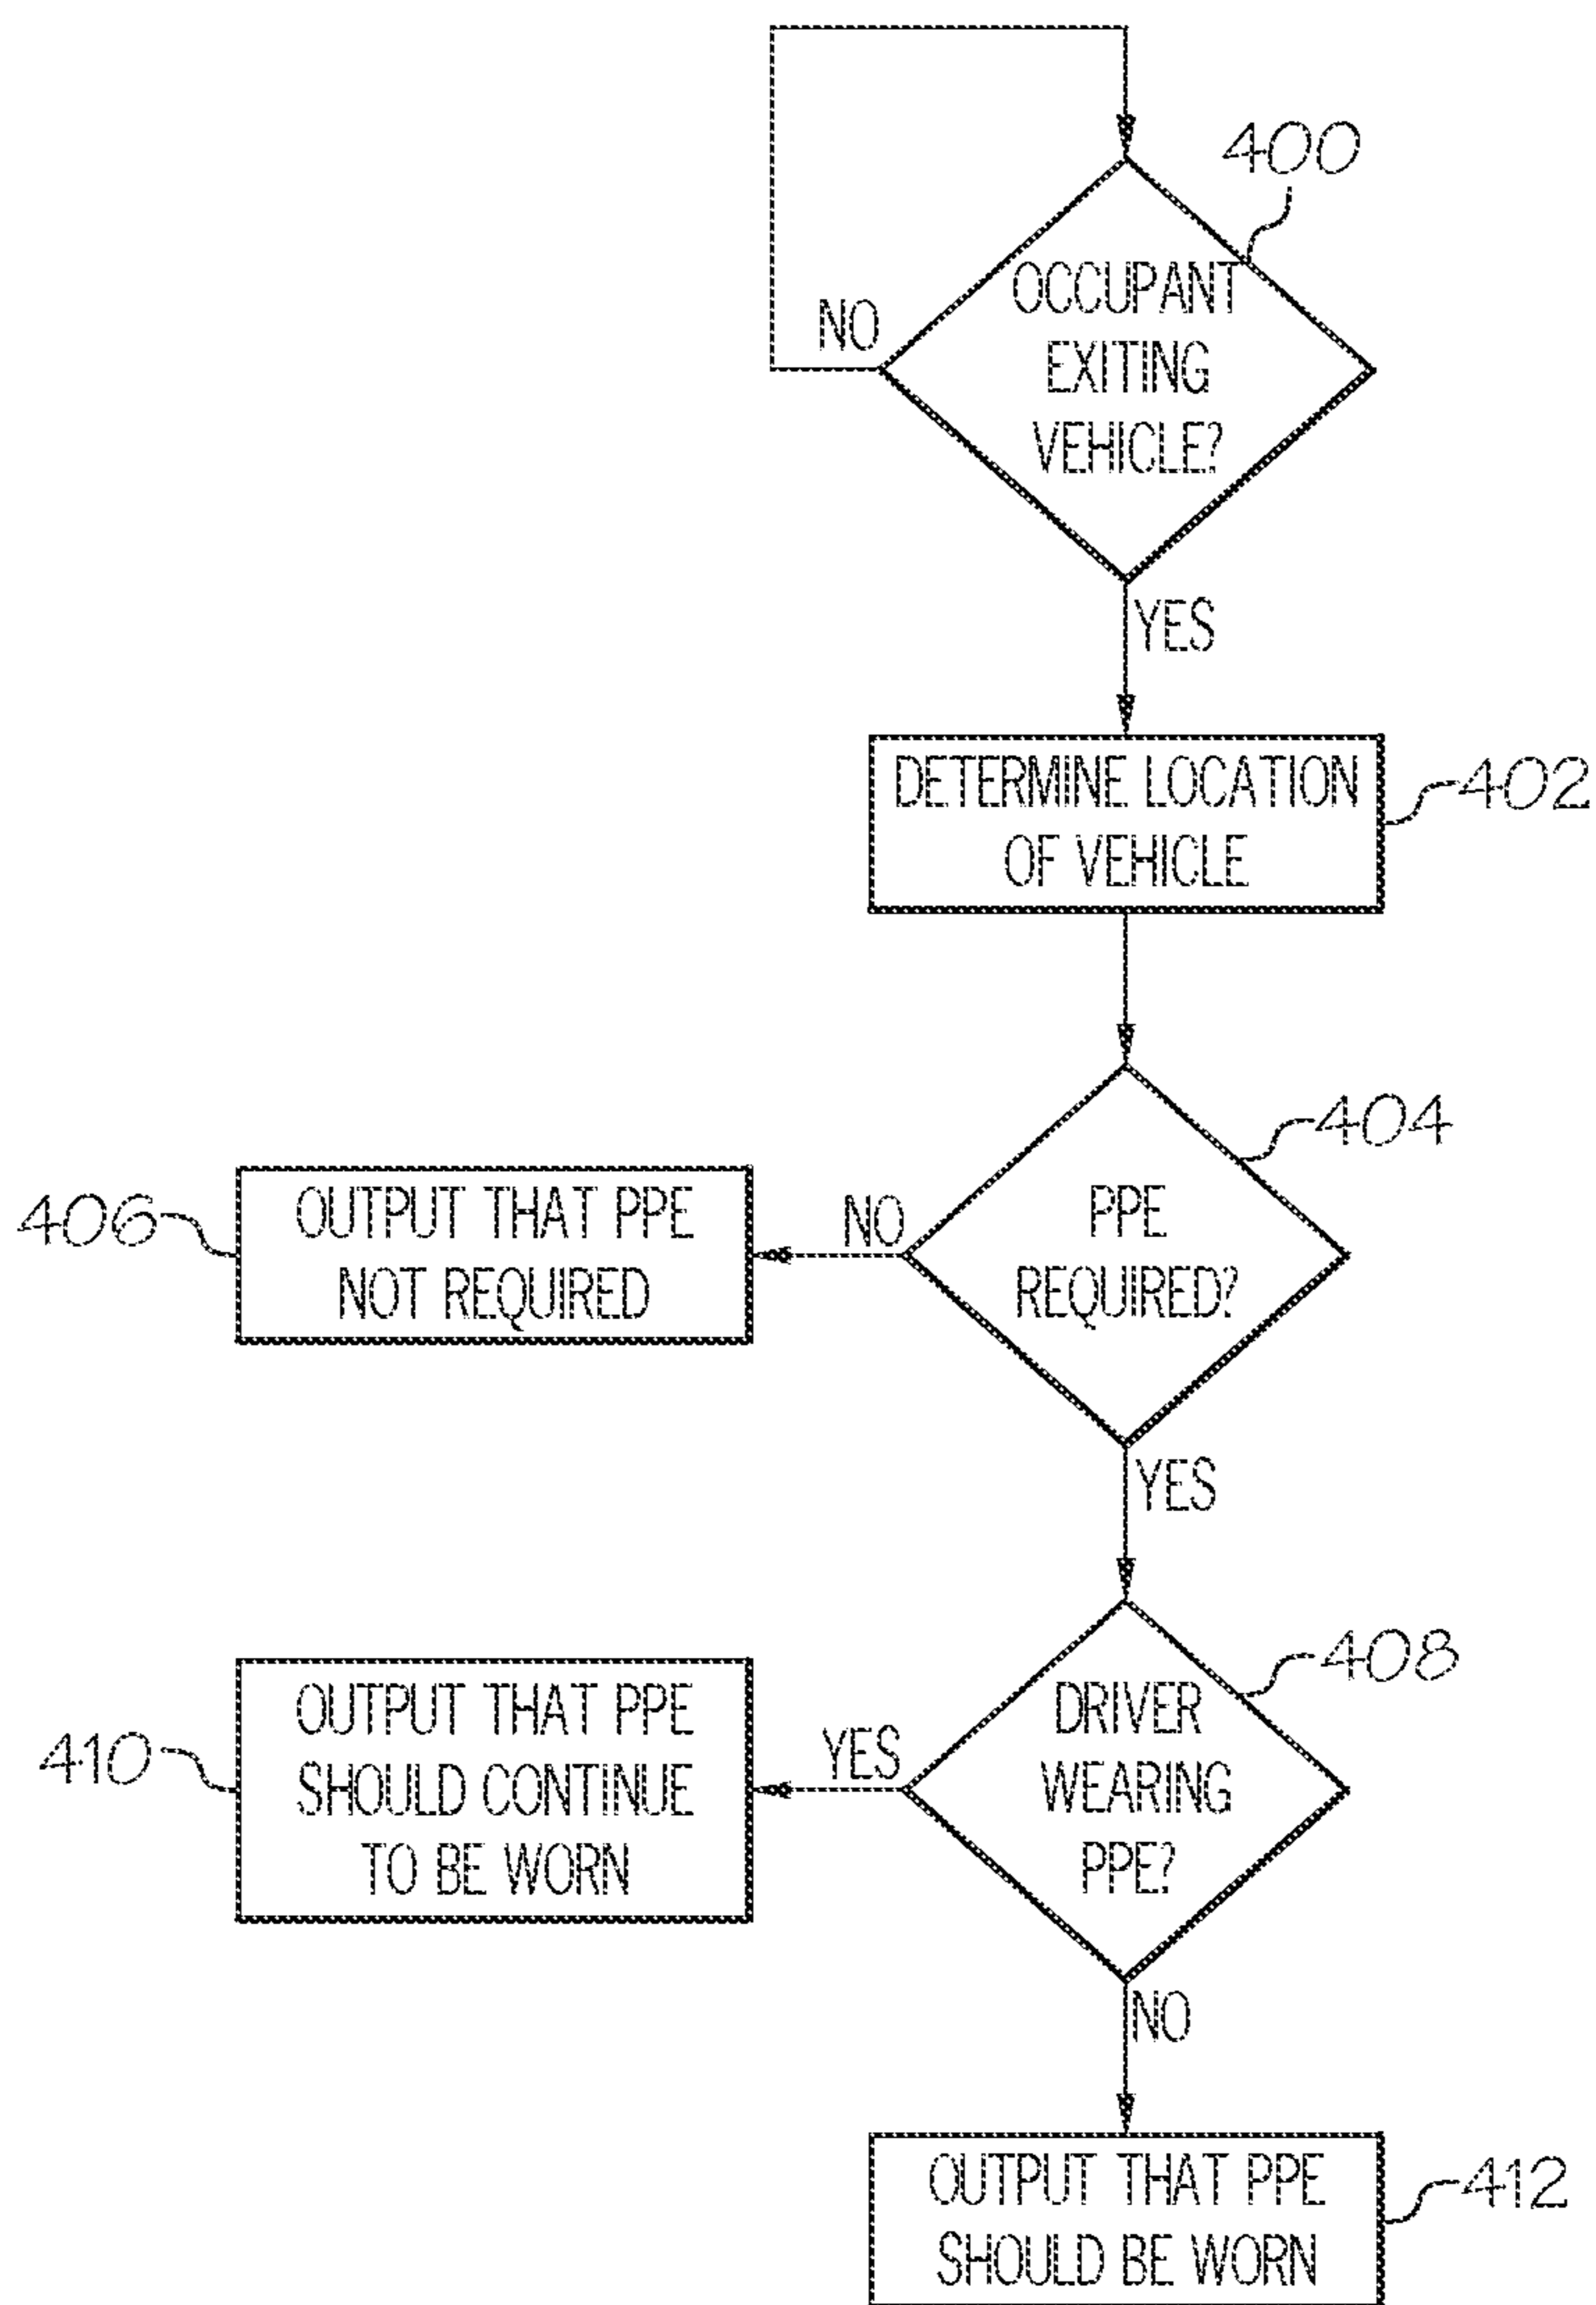 400
OCCUPANT
EXITING
VEHICLE?
NO
YES
DETERMINE LOCATION
OF VEHICLE
402
404
PPE
REQUIRED?
NO
406
OUTPUT THAT PPE
NOT REQUIRED
YES
408
DRIVER
WEARING
PPE?
YES
410
OUTPUT THAT PPE
SHOULD CONTINUE
TO BE WORN
NO
OUTPUT THAT PPE
SHOULD BE WORN
412